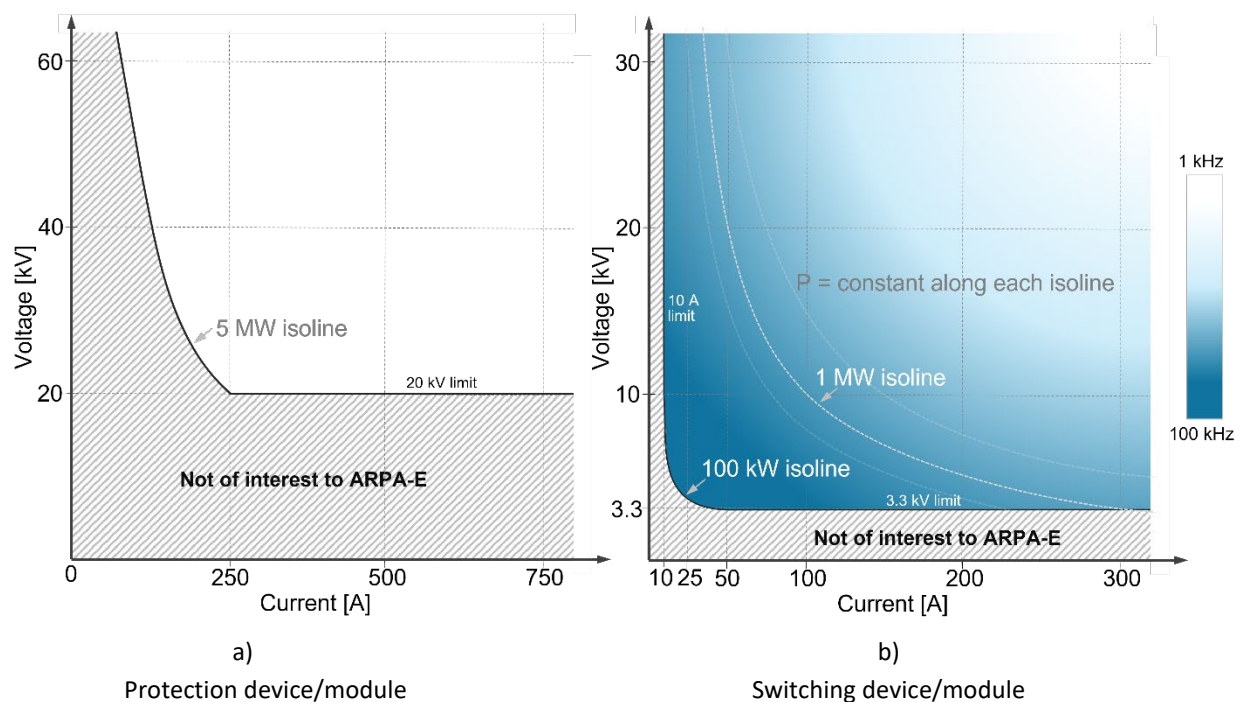 60
40
20
0
Voltage [kV]
5 MW isoline
20 kV limit
Not of interest to ARPA-E
0
250
500
750
Current [A]
a)
Protection device/module
30
20
10
3.3
Voltage [kV]
10 A
limit
P = constant along each isoline
1 MW isoline
100 kW isoline
3.3 kV limit
Not of interest to ARPA-E
10 25 50 100 200 300
Current [A]
1 kHz
100 kHz
b)
Switching device/module